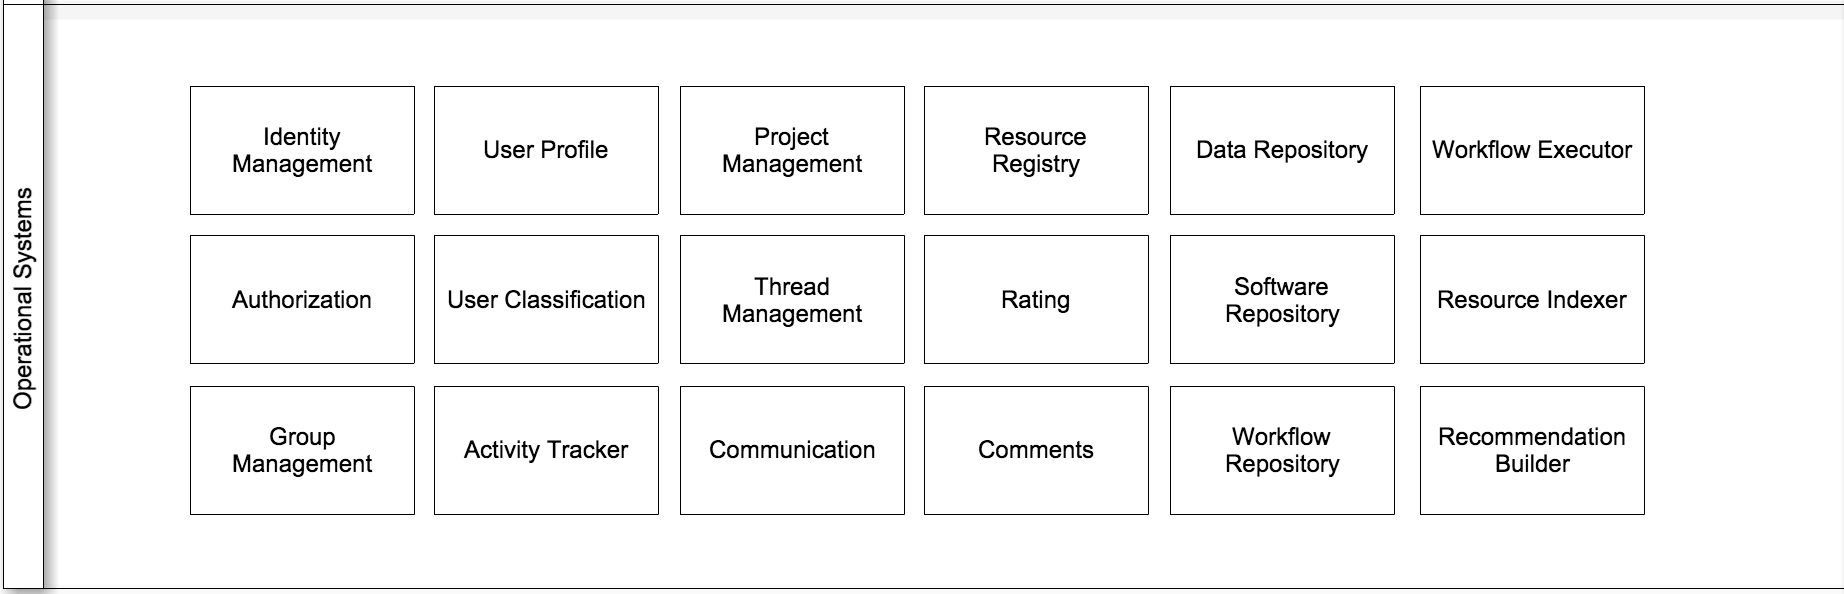 Operational Systems
Identity
Management
User Profile
Project
Management
Resource
Registry
Data Repository
Workflow Executor
Authorization
User Classification
Thread
Management
Rating
Software
Repository
Resource Indexer
Group
Management
Activity Tracker
Communication
Comments
Workflow
Repository
Recommendation
Builder